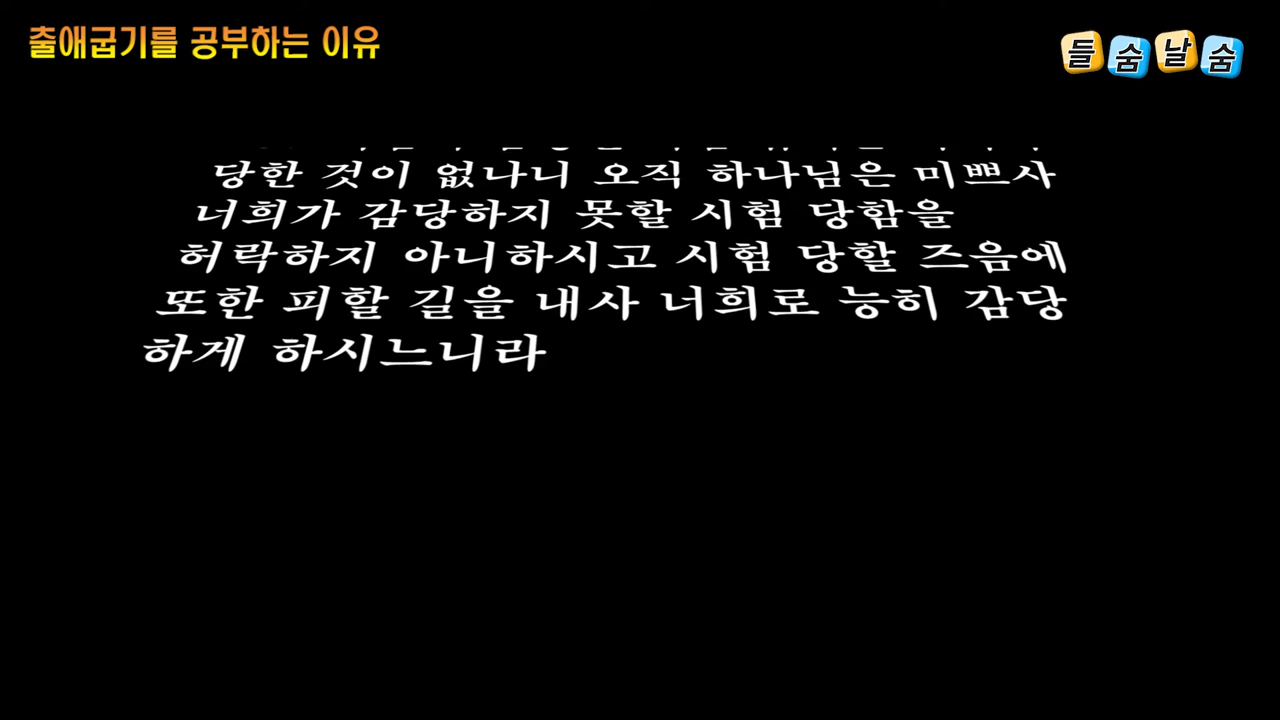 출애굽기를 공부하는 이유
들숨날숨
당한 것이 없나니 오직 하나님은 미쁘사
너희가 감당하지 못할 시험 당함을
허락하지 아니하시고 시험 당할 즈음에
또한 피할 길을 내사 너희로 능히 감당
하게 하시느니라